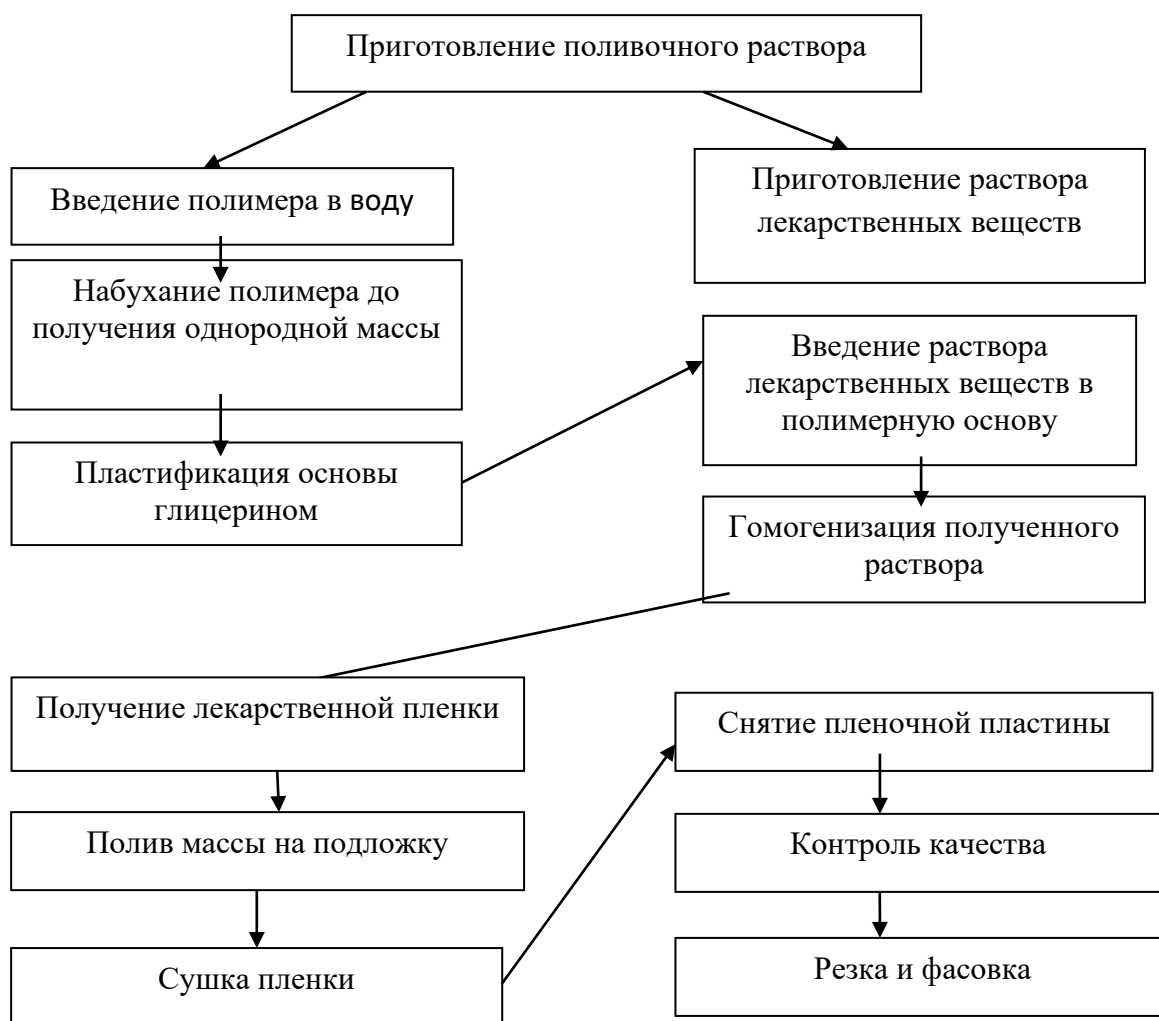 Приготовление поливочного раствора
Введение полимера в воду
Приготовление раствора
лекарственных веществ
Набухание полимера до
получения однородной массы
Введение раствора
лекарственных веществ в
полимерную основу
Пластификация основы
глицерином
Гомогенизация полученного
раствора
Получение лекарственной пленки
Снятие пленочной пластины
Полив массы на подложку
Контроль качества
Сушка пленки
Резка и фасовка